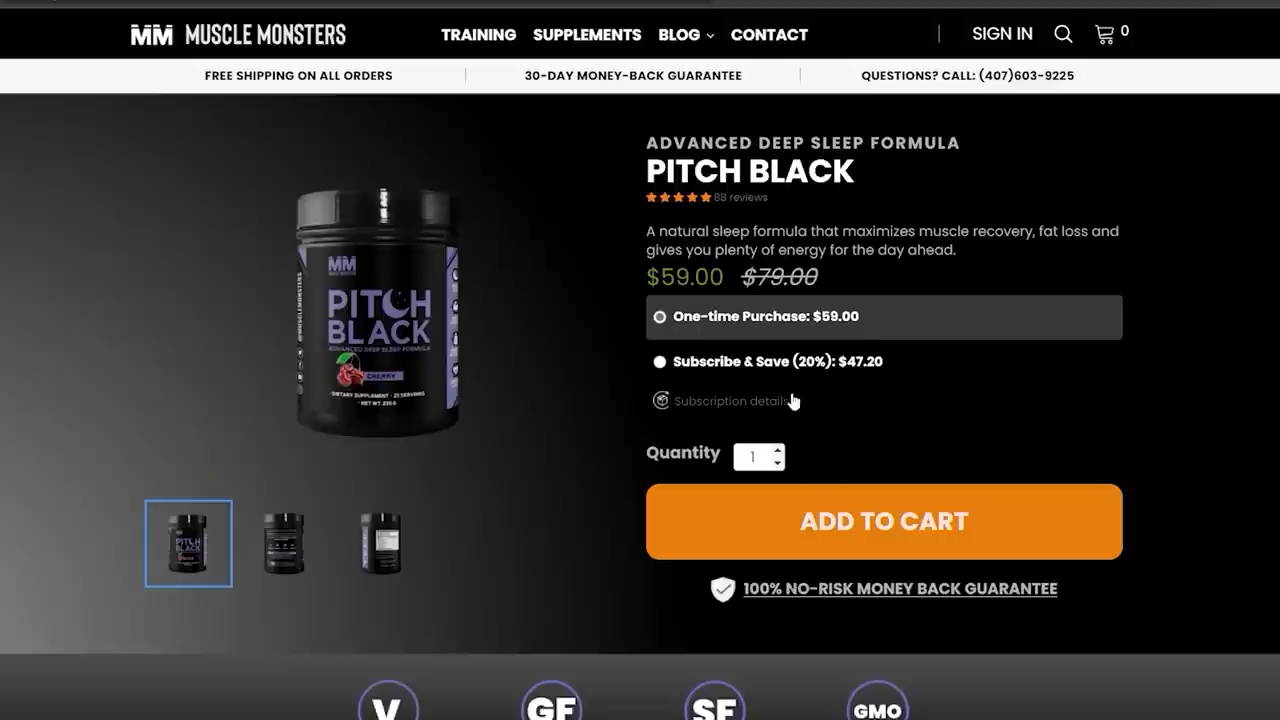 MM MUSCLE MONSTERS
TRAINING SUPPLEMENTS BLOG CONTACT
SIGN IN
0
FREE SHIPPING ON ALL ORDERS
30-DAY MONEY-BACK GUARANTEE
QUESTIONS? CALL: (407)603-9225
ADVANCED DEEP SLEEP FORMULA
PITCH BLACK
68 reviews
A natural sleep formula that maximizes muscle recovery, fat loss and
gives you plenty of energy for the day ahead.
$59.00 $79.00
One-time Purchase: $59.00
Subscribe & Save (20%): $47.20
Subscription details
Quantity 1
ADD TO CART
100% NO-RISK MONEY BACK GUARANTEE
MM
PITCH
BLACK
ADVANCED DEEP SLEEP FORMULA
CHERRY
@MUSCLEMONSTERS
V
GF
SF
GMO